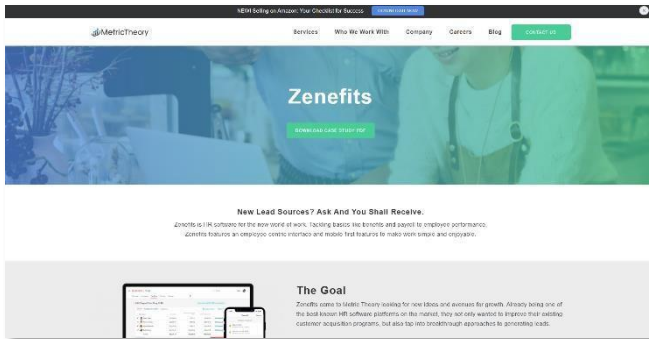 NEW! Selling on Amazon: Your Checklist for Success
DOWNLOAD NOW
MetricTheory
Services
Who We Work With
Company
Careers
Blog
CONTACT US
Zenefits
DOWNLOAD CASE STUDY PDF
New Lead Sources? Ask And You Shall Receive.
Zenefits is HR software for the new world of work. Tackling basics like benefits and payroll to employee performance,
Zenefits features an employee-centric interface and mobile-first features to make work simple and enjoyable.
The Goal
Zenefits came to Metric Theory looking for new ideas and avenues for growth. Already being one of
the best known HR software platforms on the market, they not only wanted to improve their existing
customer acquisition programs, but also tap into breakthrough approaches to generating leads.